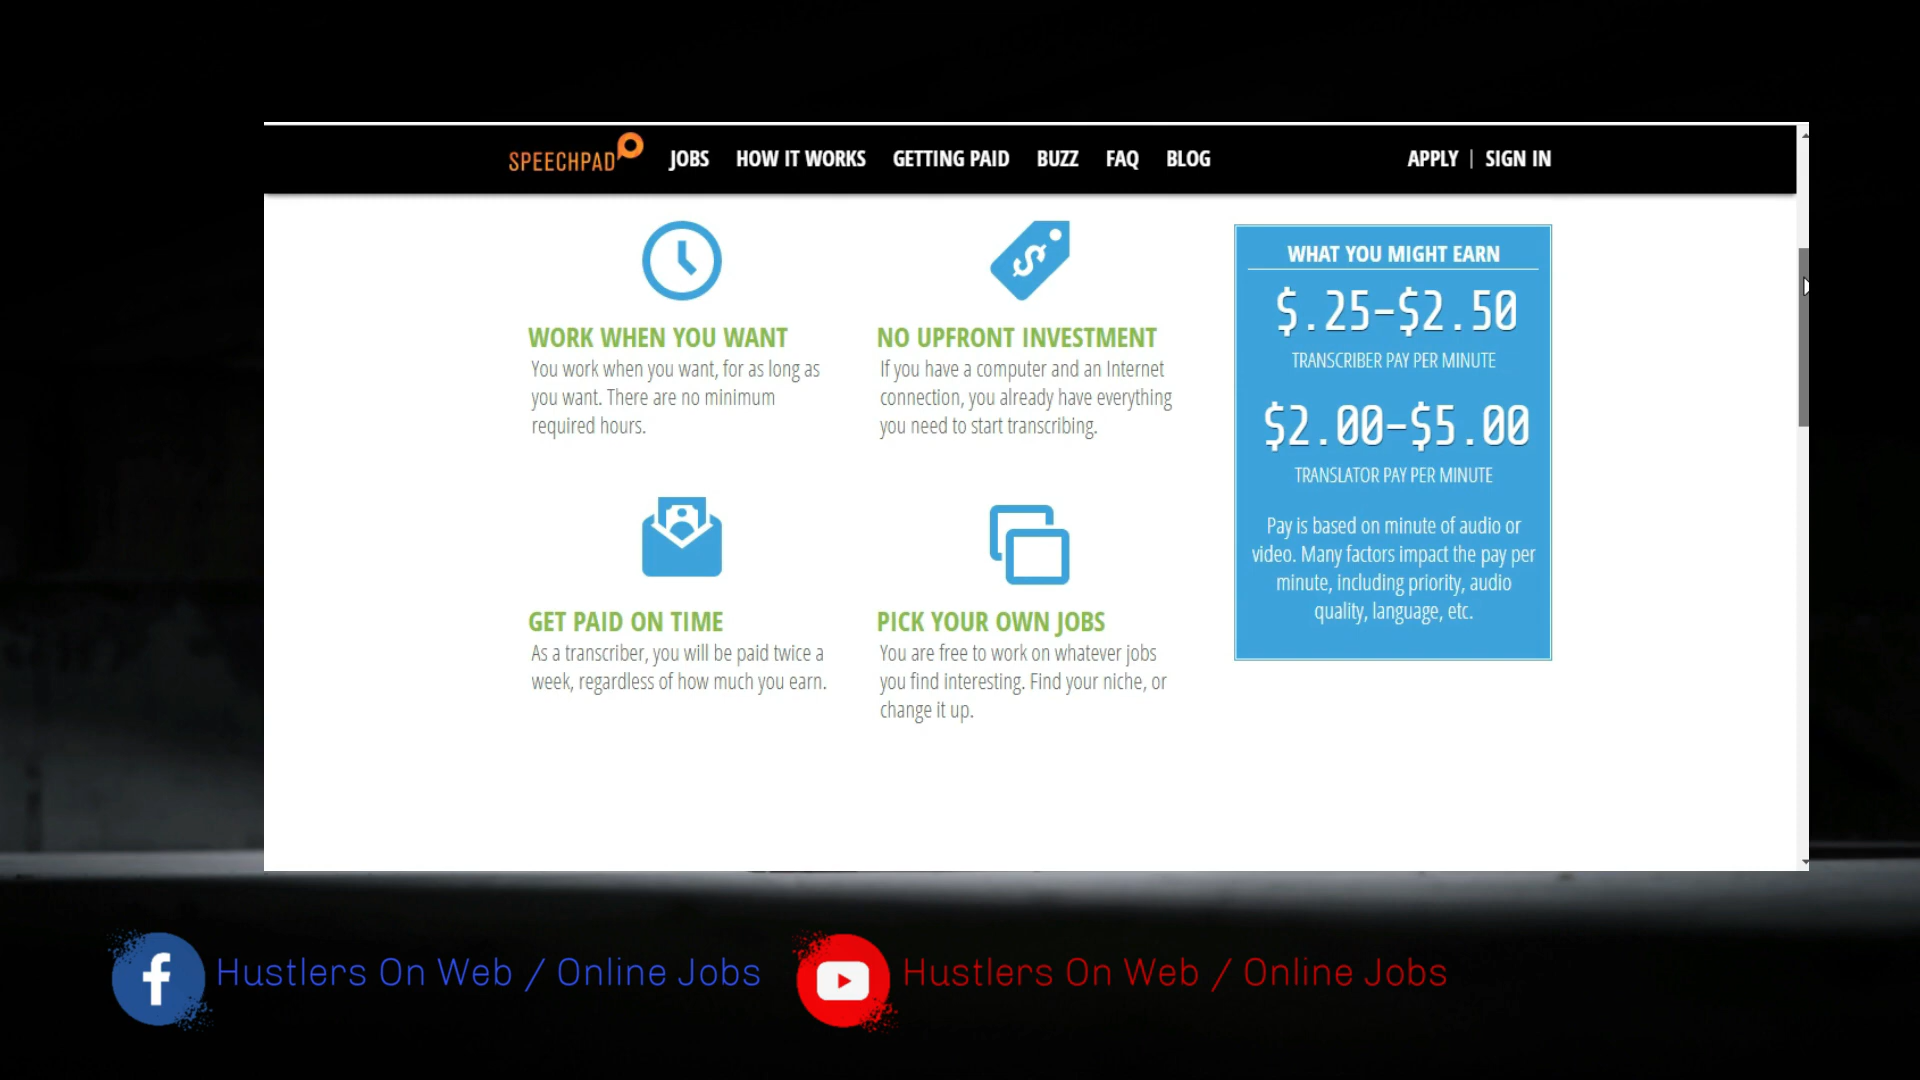 SPEECHPAD JOBS HOW IT WORKS GETTING PAID BUZZ FAQ BLOG APPLY | SIGN IN
WORK WHEN YOU WANT
You work when you want, for as long as
you want. There are no minimum
required hours.
NO UPFRONT INVESTMENT
If you have a computer and an Internet
connection, you already have everything
you need to start transcribing.
GET PAID ON TIME
As a transcriber, you will be paid twice a
week, regardless of how much you earn.
PICK YOUR OWN JOBS
You are free to work on whatever jobs
you find interesting. Find your niche, or
change it up.
WHAT YOU MIGHT EARN
$.25-$2.50
TRANSCRIBER PAY PER MINUTE
$2.00-$5.00
TRANSLATOR PAY PER MINUTE
Pay is based on minute of audio or
video. Many factors impact the pay per
minute, including priority, audio
quality, language, etc.
Hustlers On Web / Online Jobs
Hustlers On Web / Online Jobs